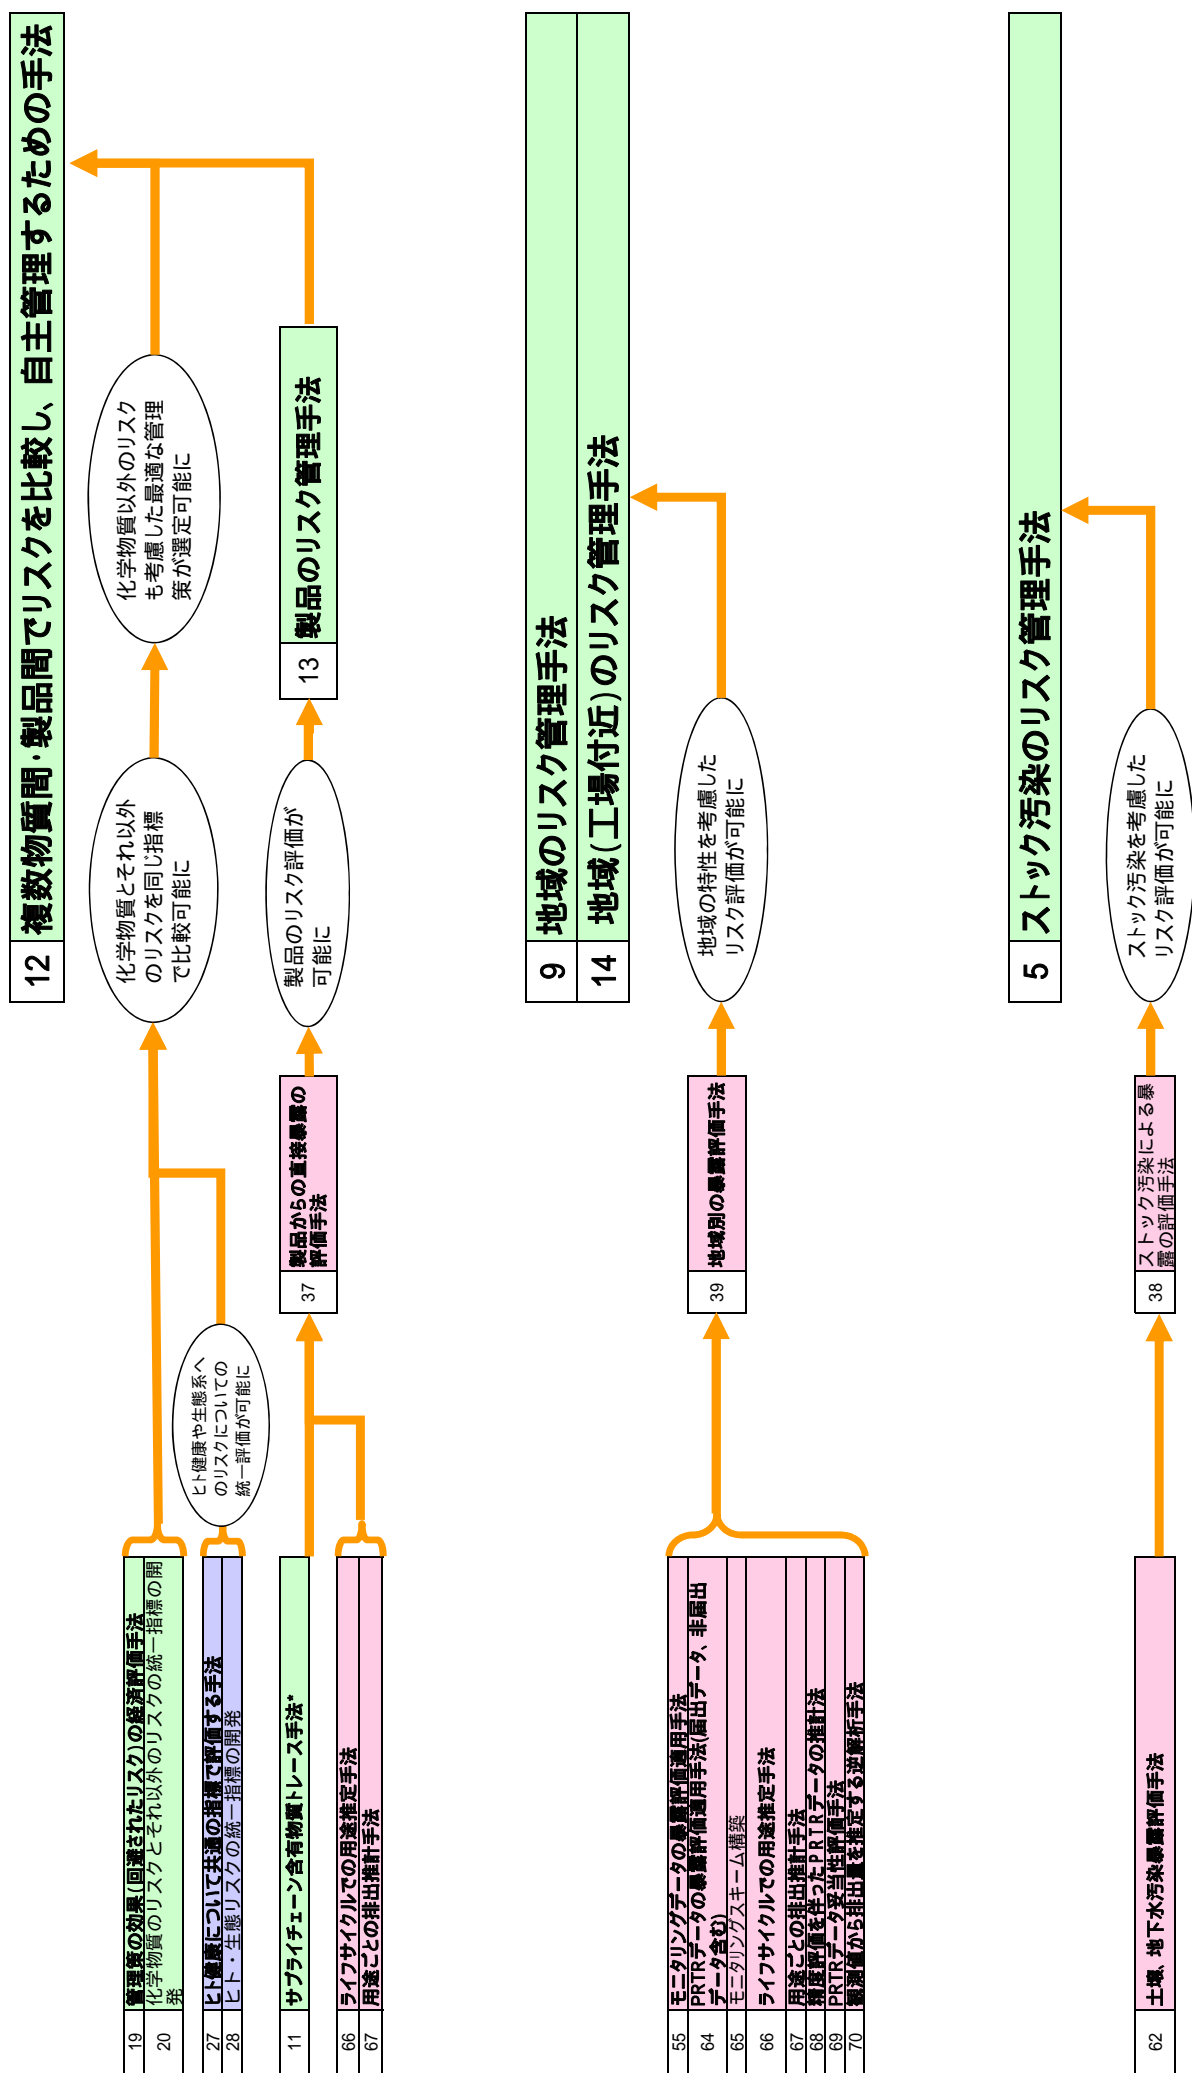 12 複数物質間・製品間でリスクを比較し、自主管理するための手法
化学物質以外のリスク
も考慮した最適な管理
策が選定可能に
化学物質とそれ以外
のリスクを同じ指標
で比較可能に
ヒト健康や生態系へ
のリスクについての
統一評価が可能に
19 管理策の効果(回避されたリスク)の経済評価手法
20 化学物質のリスクとそれ以外のリスクの統一指標の開
発
27 ヒト健康について共通の指標で評価する手法
28 ヒト・生態リスクの統一指標の開発
13 製品のリスク管理手法
製品のリスク評価が
可能に
37 製品からの直接暴露の
評価手法
11 サプライチェーン含有物質トレース手法*
66 ライフサイクルでの用途推定手法
67 用途ごとの排出推計手法
9 地域のリスク管理手法
14 地域(工場付近)のリスク管理手法
地域の特性を考慮した
リスク評価が可能に
39 地域別の暴露評価手法
55 モニタリングデータの暴露評価適用手法
64 PRTRデータの暴露評価適用手法(届出データ、非届出
データ含む)
65 モニタリングスキーム構築
66 ライフサイクルでの用途推定手法
67 用途ごとの排出推計手法
68 精度評価を伴ったPRTRデータの推計法
69 PRTRデータ妥当性評価手法
70 観測値から排出量を推定する逆解析手法
5 ストック汚染のリスク管理手法
ストック汚染を考慮した
リスク評価が可能に
38 ストック汚染による暴
露の評価手法
62 土壌、地下水汚染暴露評価手法